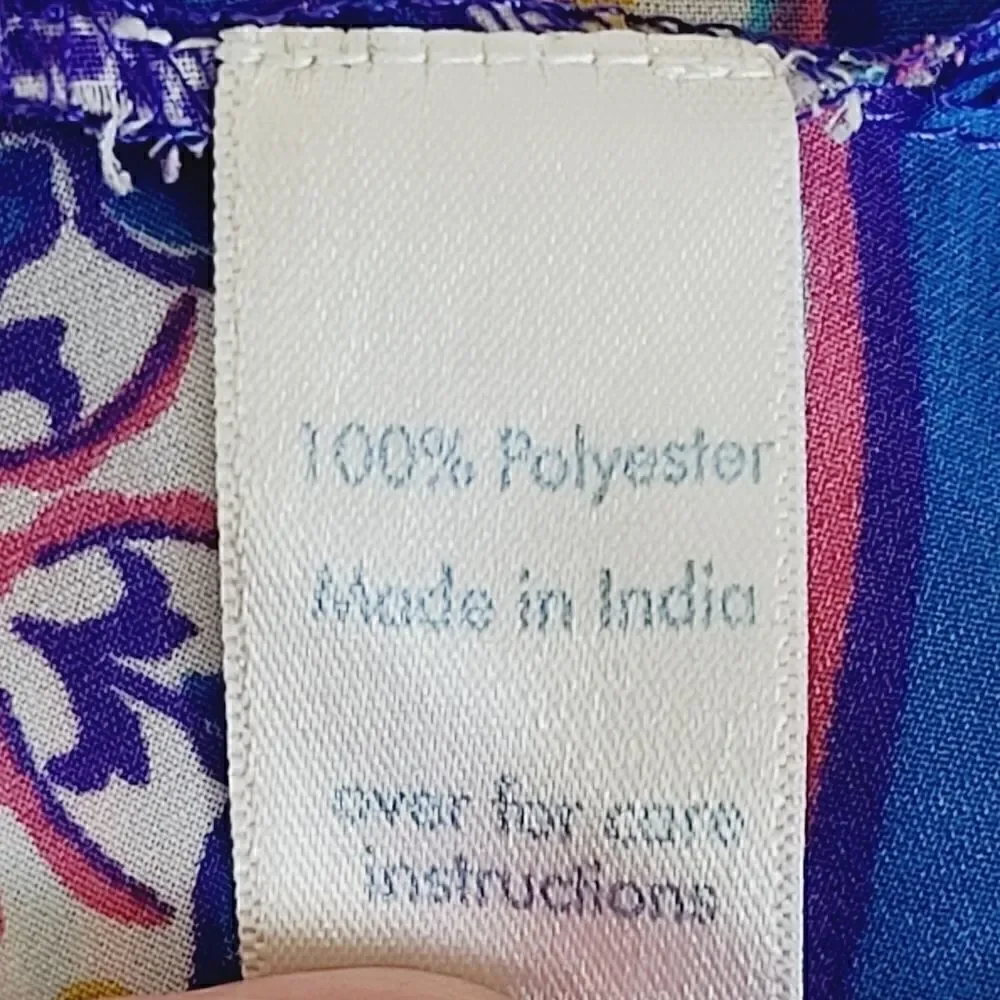 100% Polyester
Made in India
over for care
instructions